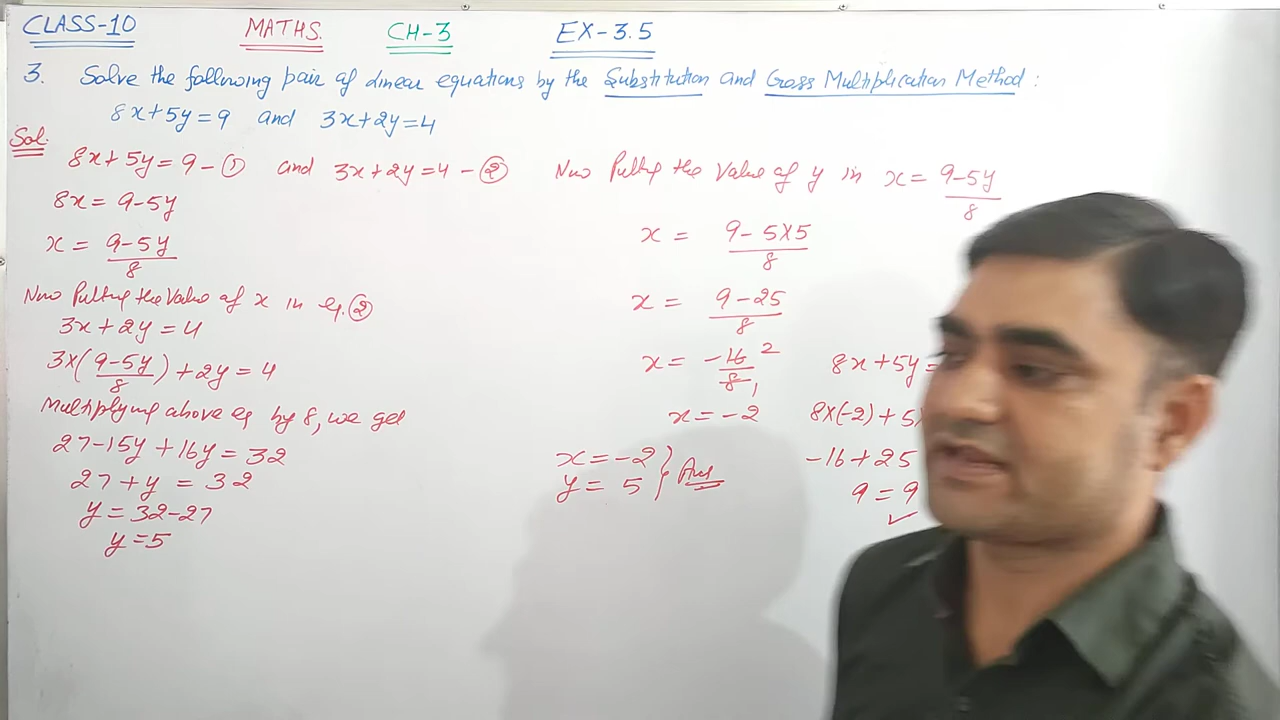 CLASS-10 MATHS. CH-3 EX-3.5
3. Solve the following pair of linear equations by the Substitution and Cross Multiplication Method :
8x+5y=9 and 3x+2y=4
Sol.
8x+5y=9-① and 3x+2y=4-②
8x=9-5y
x = 9-5y/8
Now Putting the Value of x in eq.②
3x+2y=4
3×(9-5y/8)+2y=4
Multiplying above eq by 8, we get
27-15y+16y=32
27+y=32
y=32-27
y=5
Now Putting the Value of y in x= 9-5y/8
x = 9-5×5/8
x = 9-25/8
x = -16 2/8 1
x=-2
x=-2
y= 5 } Ans
8x+5y=
8×(-2)+5×
-16+25
9=9
✓